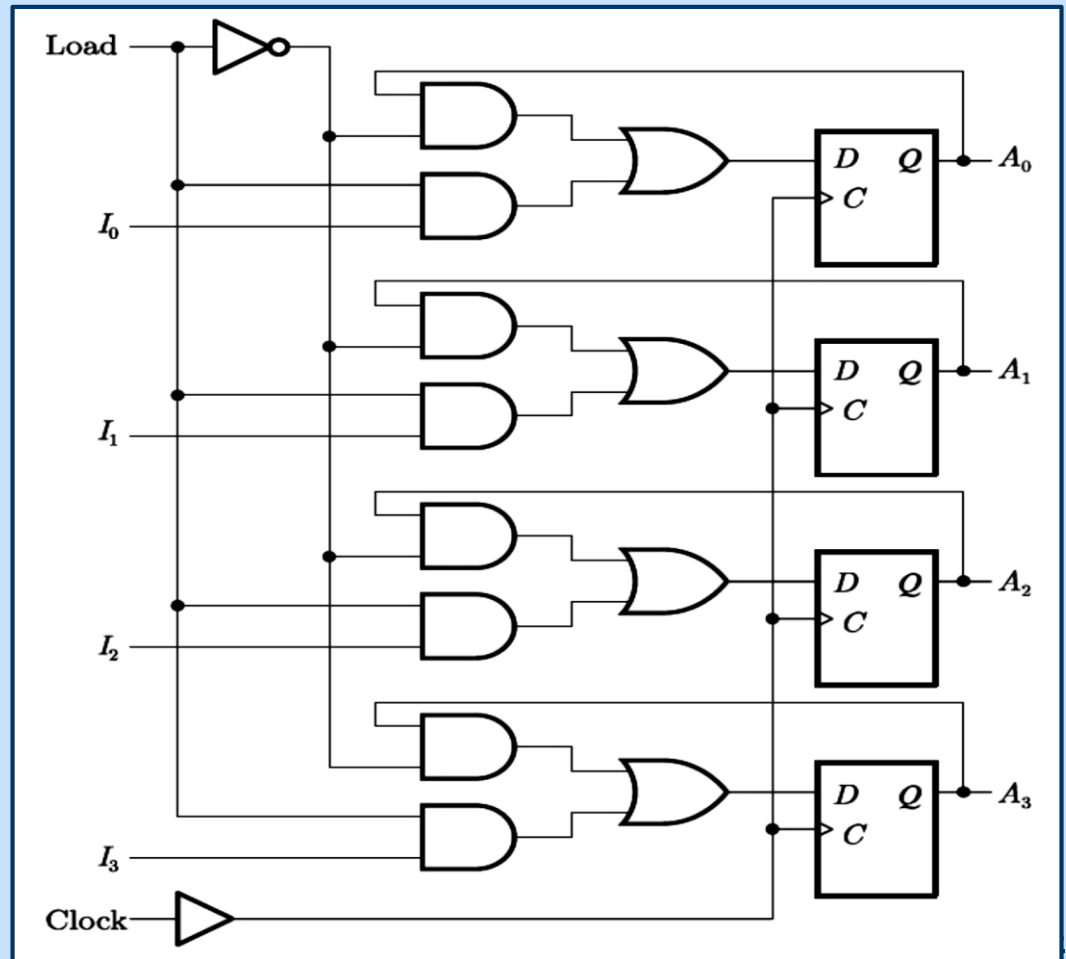 Load
D Q A₀
C
I₀
D Q A₁
C
I₁
D Q A₂
C
I₂
D Q A₃
C
I₃
Clock